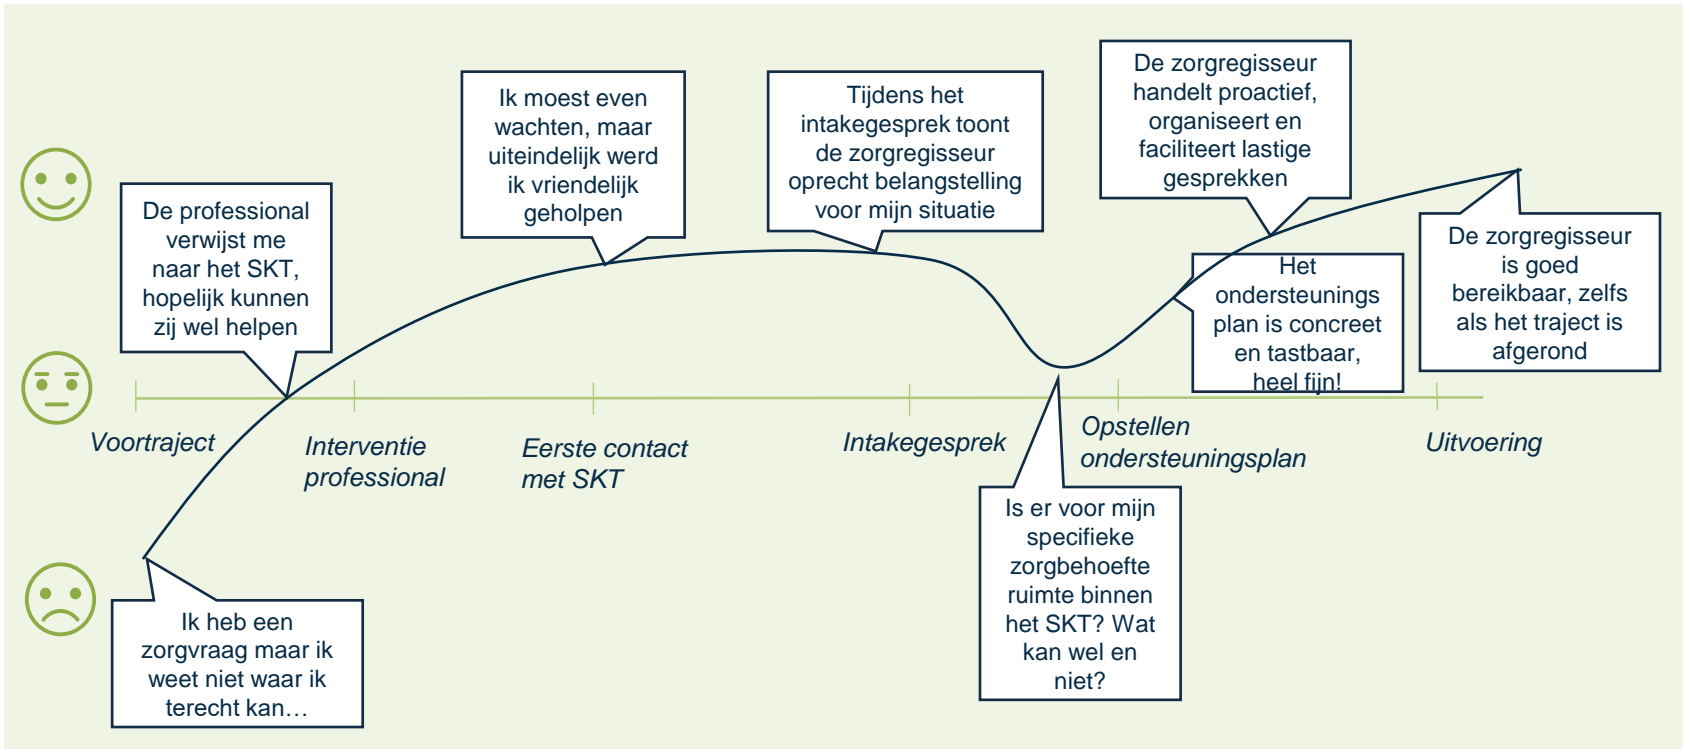 De professional
verwijst me
naar het SKT,
hopelijk kunnen
zij wel helpen
Ik moest even
wachten, maar
uiteindelijk werd
ik vriendelijk
geholpen
Tijdens het
intakegesprek toont
de zorgregisseur
oprecht belangstelling
voor mijn situatie
De zorgregisseur
handelt proactief,
organiseert en
faciliteert lastige
gesprekken
Het
ondersteunings
plan is concreet
en tastbaar,
heel fijn!
De zorgregisseur
is goed
bereikbaar, zelfs
als het traject is
afgerond
Voortraject
Interventie
professional
Eerste contact
met SKT
Intakegesprek
Opstellen
ondersteuningsplan
Uitvoering
Ik heb een
zorgvraag maar ik
weet niet waar ik
terecht kan…
Is er voor mijn
specifieke
zorgbehoefte
ruimte binnen
het SKT? Wat
kan wel en
niet?